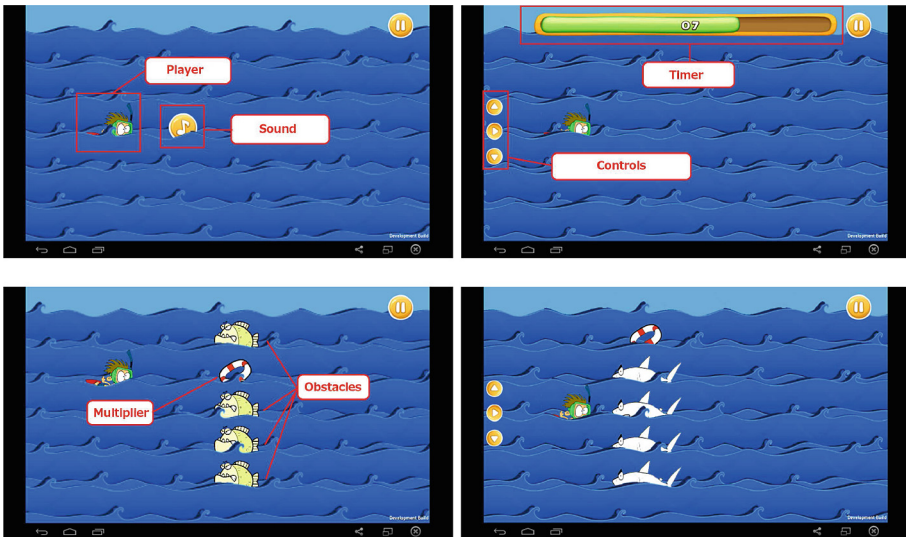 Player
Sound
Development Build
07
Timer
Controls
Development Build
Multiplier
Obstacles
Development Build
Development Build